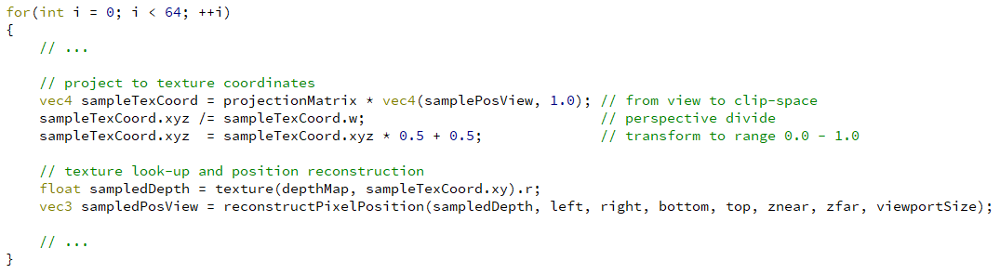 for(int i = 0; i < 64; ++i)
{
    // ...

    // project to texture coordinates
    vec4 sampleTexCoord = projectionMatrix * vec4(samplePosView, 1.0); // from view to clip-space
    sampleTexCoord.xyz /= sampleTexCoord.w;                            // perspective divide
    sampleTexCoord.xyz  = sampleTexCoord.xyz * 0.5 + 0.5;              // transform to range 0.0 - 1.0

    // texture look-up and position reconstruction
    float sampledDepth = texture(depthMap, sampleTexCoord.xy).r;
    vec3 sampledPosView = reconstructPixelPosition(sampledDepth, left, right, bottom, top, znear, zfar, viewportSize);

    // ...
}